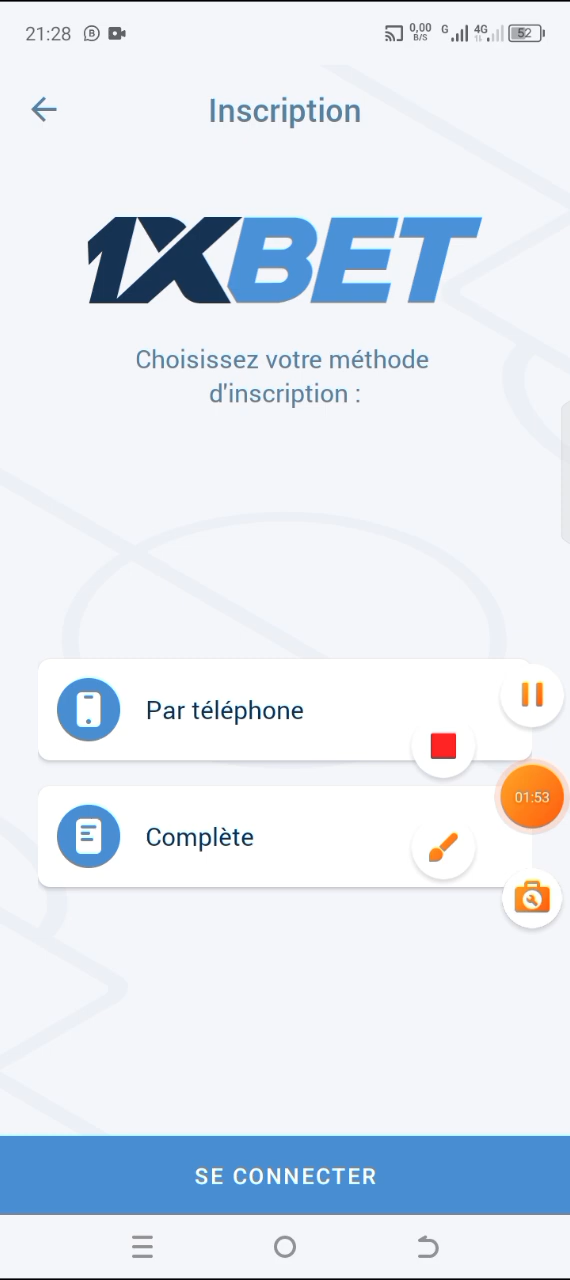 21:28
0,00
B/S
G
4G
52
Inscription
1XBET
Choisissez votre méthode
d'inscription :
Par téléphone
01:53
Complète
SE CONNECTER